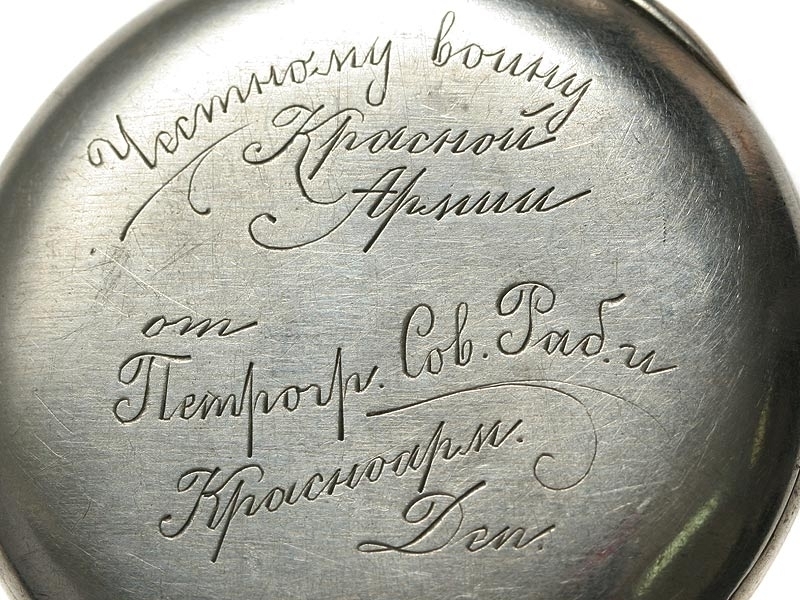 Честному воину
Красной
Армии
от
Петрогр. Сов. Раб. и
Красноарм.
Деп.